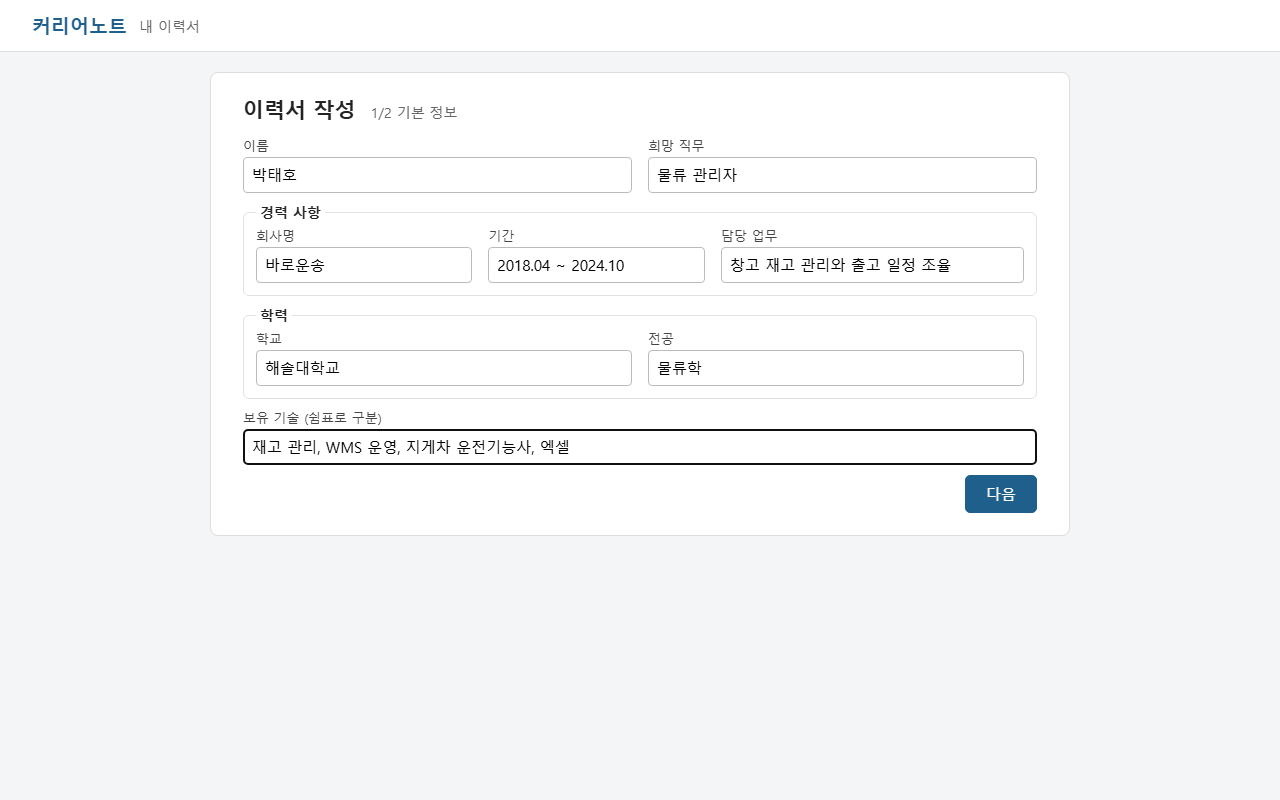 커리어노트 내 이력서
이력서 작성 1/2 기본 정보
이름 희망 직무
박태호 물류 관리자
경력 사항
회사명 기간 담당 업무
바로운송 2018.04 ~ 2024.10 창고 재고 관리와 출고 일정 조율
학력
학교 전공
해솔대학교 물류학
보유 기술 (쉼표로 구분)
재고 관리, WMS 운영, 지게차 운전기능사, 엑셀
다음